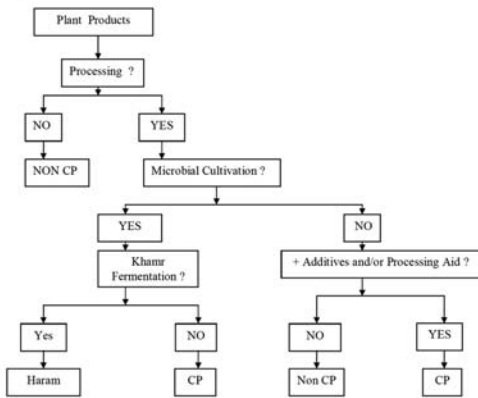 Plant Products
Processing ?
NO
YES
NON CP
Microbial Cultivation ?
YES
NO
Khamr
Fermentation ?
+ Additives and/or Processing Aid ?
Yes
NO
NO
YES
Haram
CP
Non CP
CP